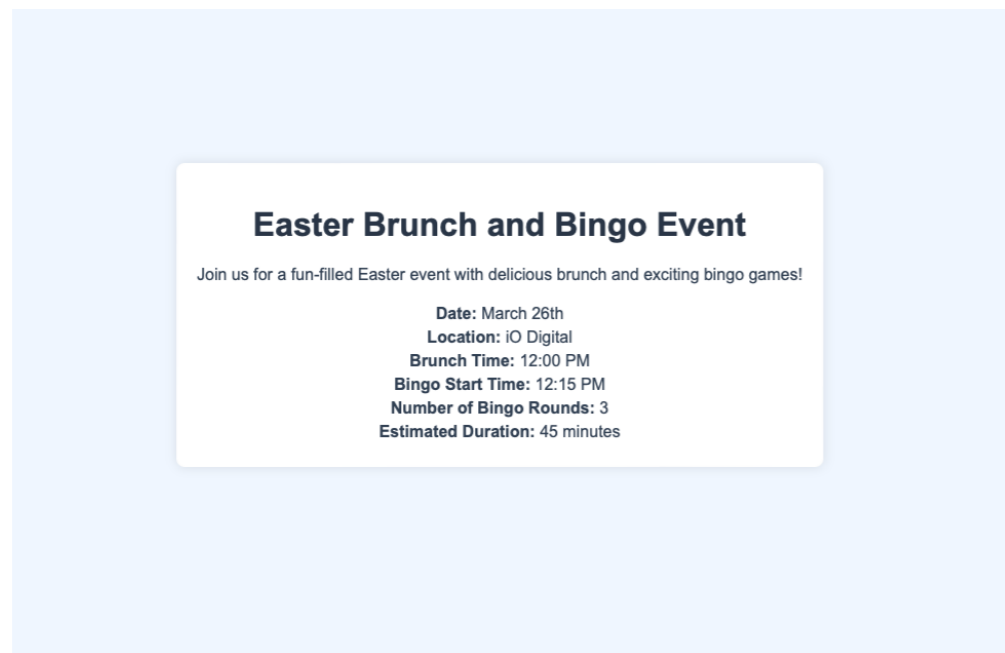 Easter Brunch and Bingo Event
Join us for a fun-filled Easter event with delicious brunch and exciting bingo games!
Date: March 26th
Location: iO Digital
Brunch Time: 12:00 PM
Bingo Start Time: 12:15 PM
Number of Bingo Rounds: 3
Estimated Duration: 45 minutes